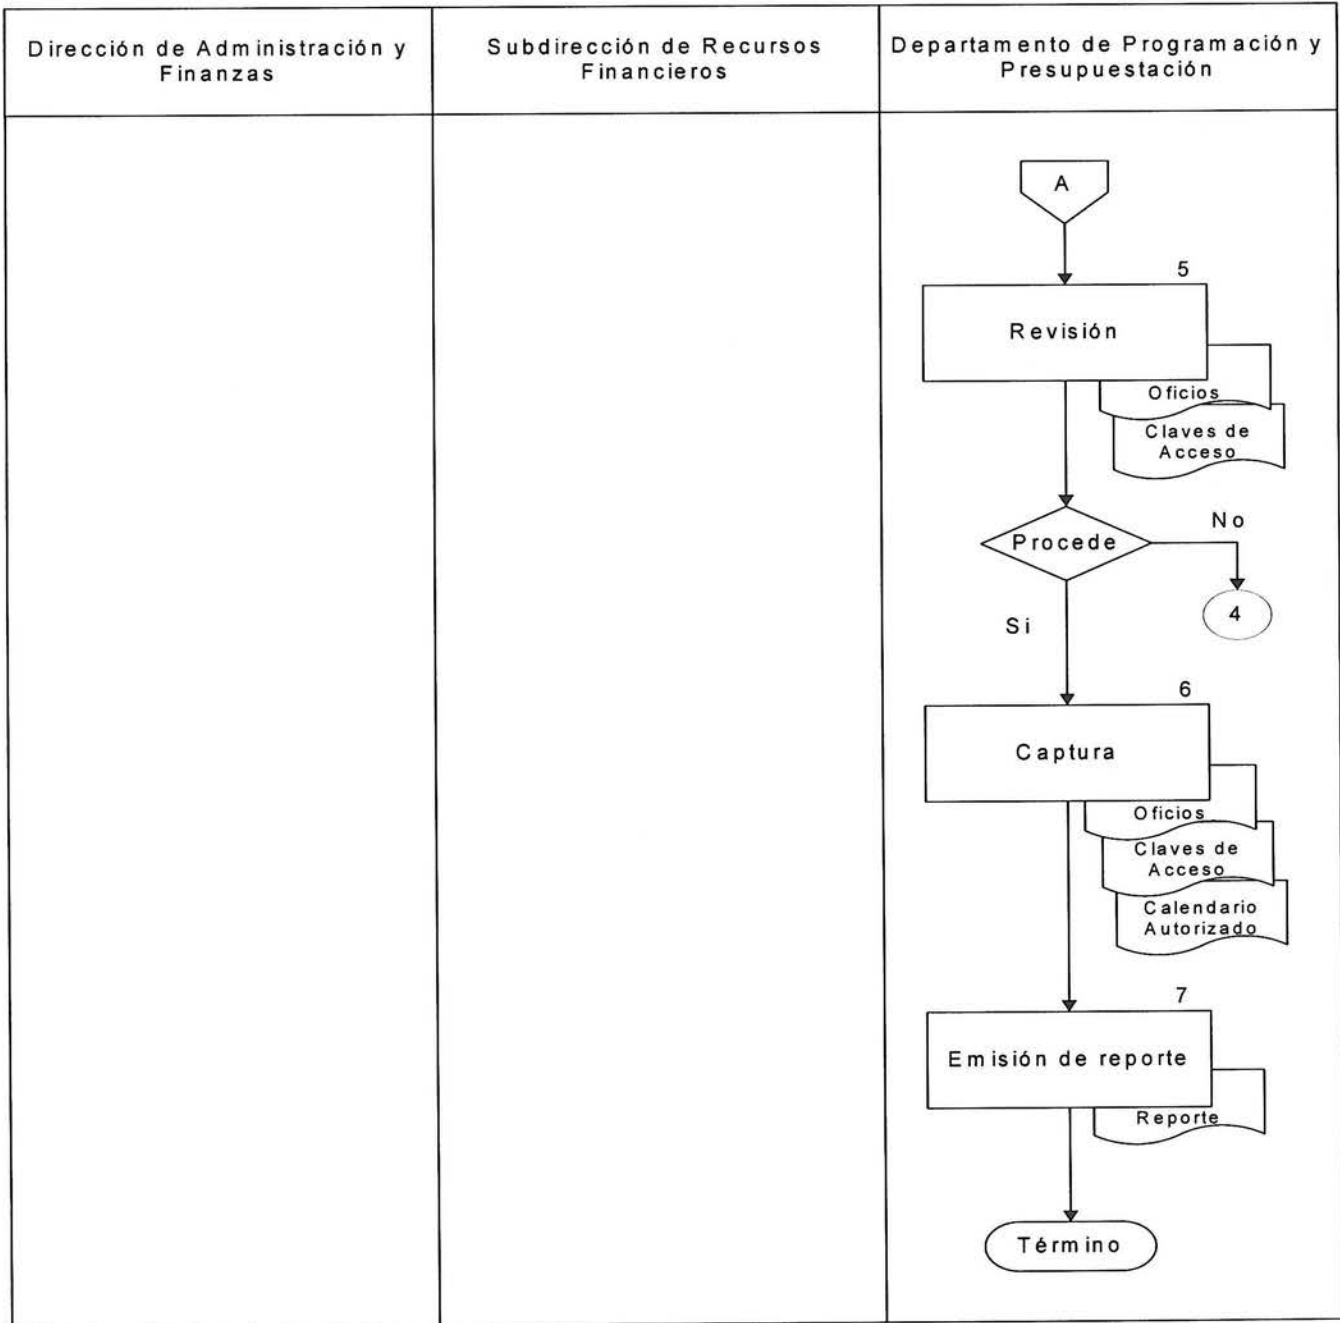 Dirección de Administración y
Finanzas
Subdirección de Recursos
Financieros
Departamento de Programación y
Presupuestación
A
5
Revisión
Oficios
Claves de
Acceso
Procede
No
4
Si
6
Captura
Oficios
Claves de
Acceso
Calendario
Autorizado
7
Emisión de reporte
Reporte
Término